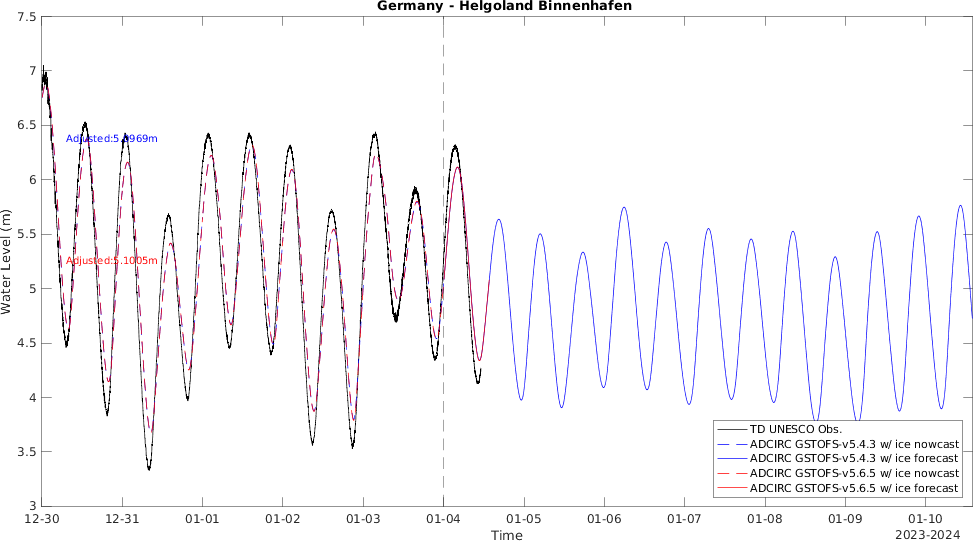 Germany - Helgoland Binnenhafen
7.5
7
6.5
6
5.5
5
4.5
4
3.5
3
Water Level (m)
Adjusted:5.0969m
Adjusted:5.1005m
TD UNESCO Obs.
ADCIRC GSTOFS-v5.4.3 w/ ice nowcast
ADCIRC GSTOFS-v5.4.3 w/ ice forecast
ADCIRC GSTOFS-v5.6.5 w/ ice nowcast
ADCIRC GSTOFS-v5.6.5 w/ ice forecast
12-30 12-31 01-01 01-02 01-03 01-04 01-05 01-06 01-07 01-08 01-09 01-10
Time
2023-2024